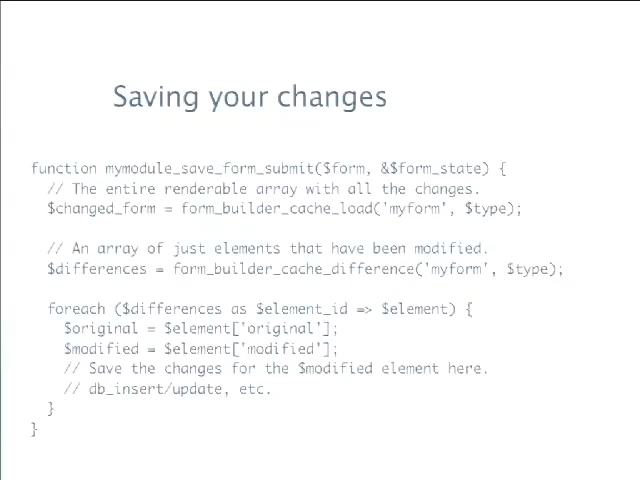 Saving your changes
function mymodule_save_form_submit($form, &$form_state) {
// The entire renderable array with all the changes.
$changed_form = form_builder_cache_load('myform', $type);
// An array of just elements that have been modified.
$differences = form_builder_cache_difference('myform', $type);
foreach ($differences as $element_id => $element) {
$original = $element['original'];
$modified = $element['modified'];
// Save the changes for the $modified element here.
// db_insert/update, etc.
}
}